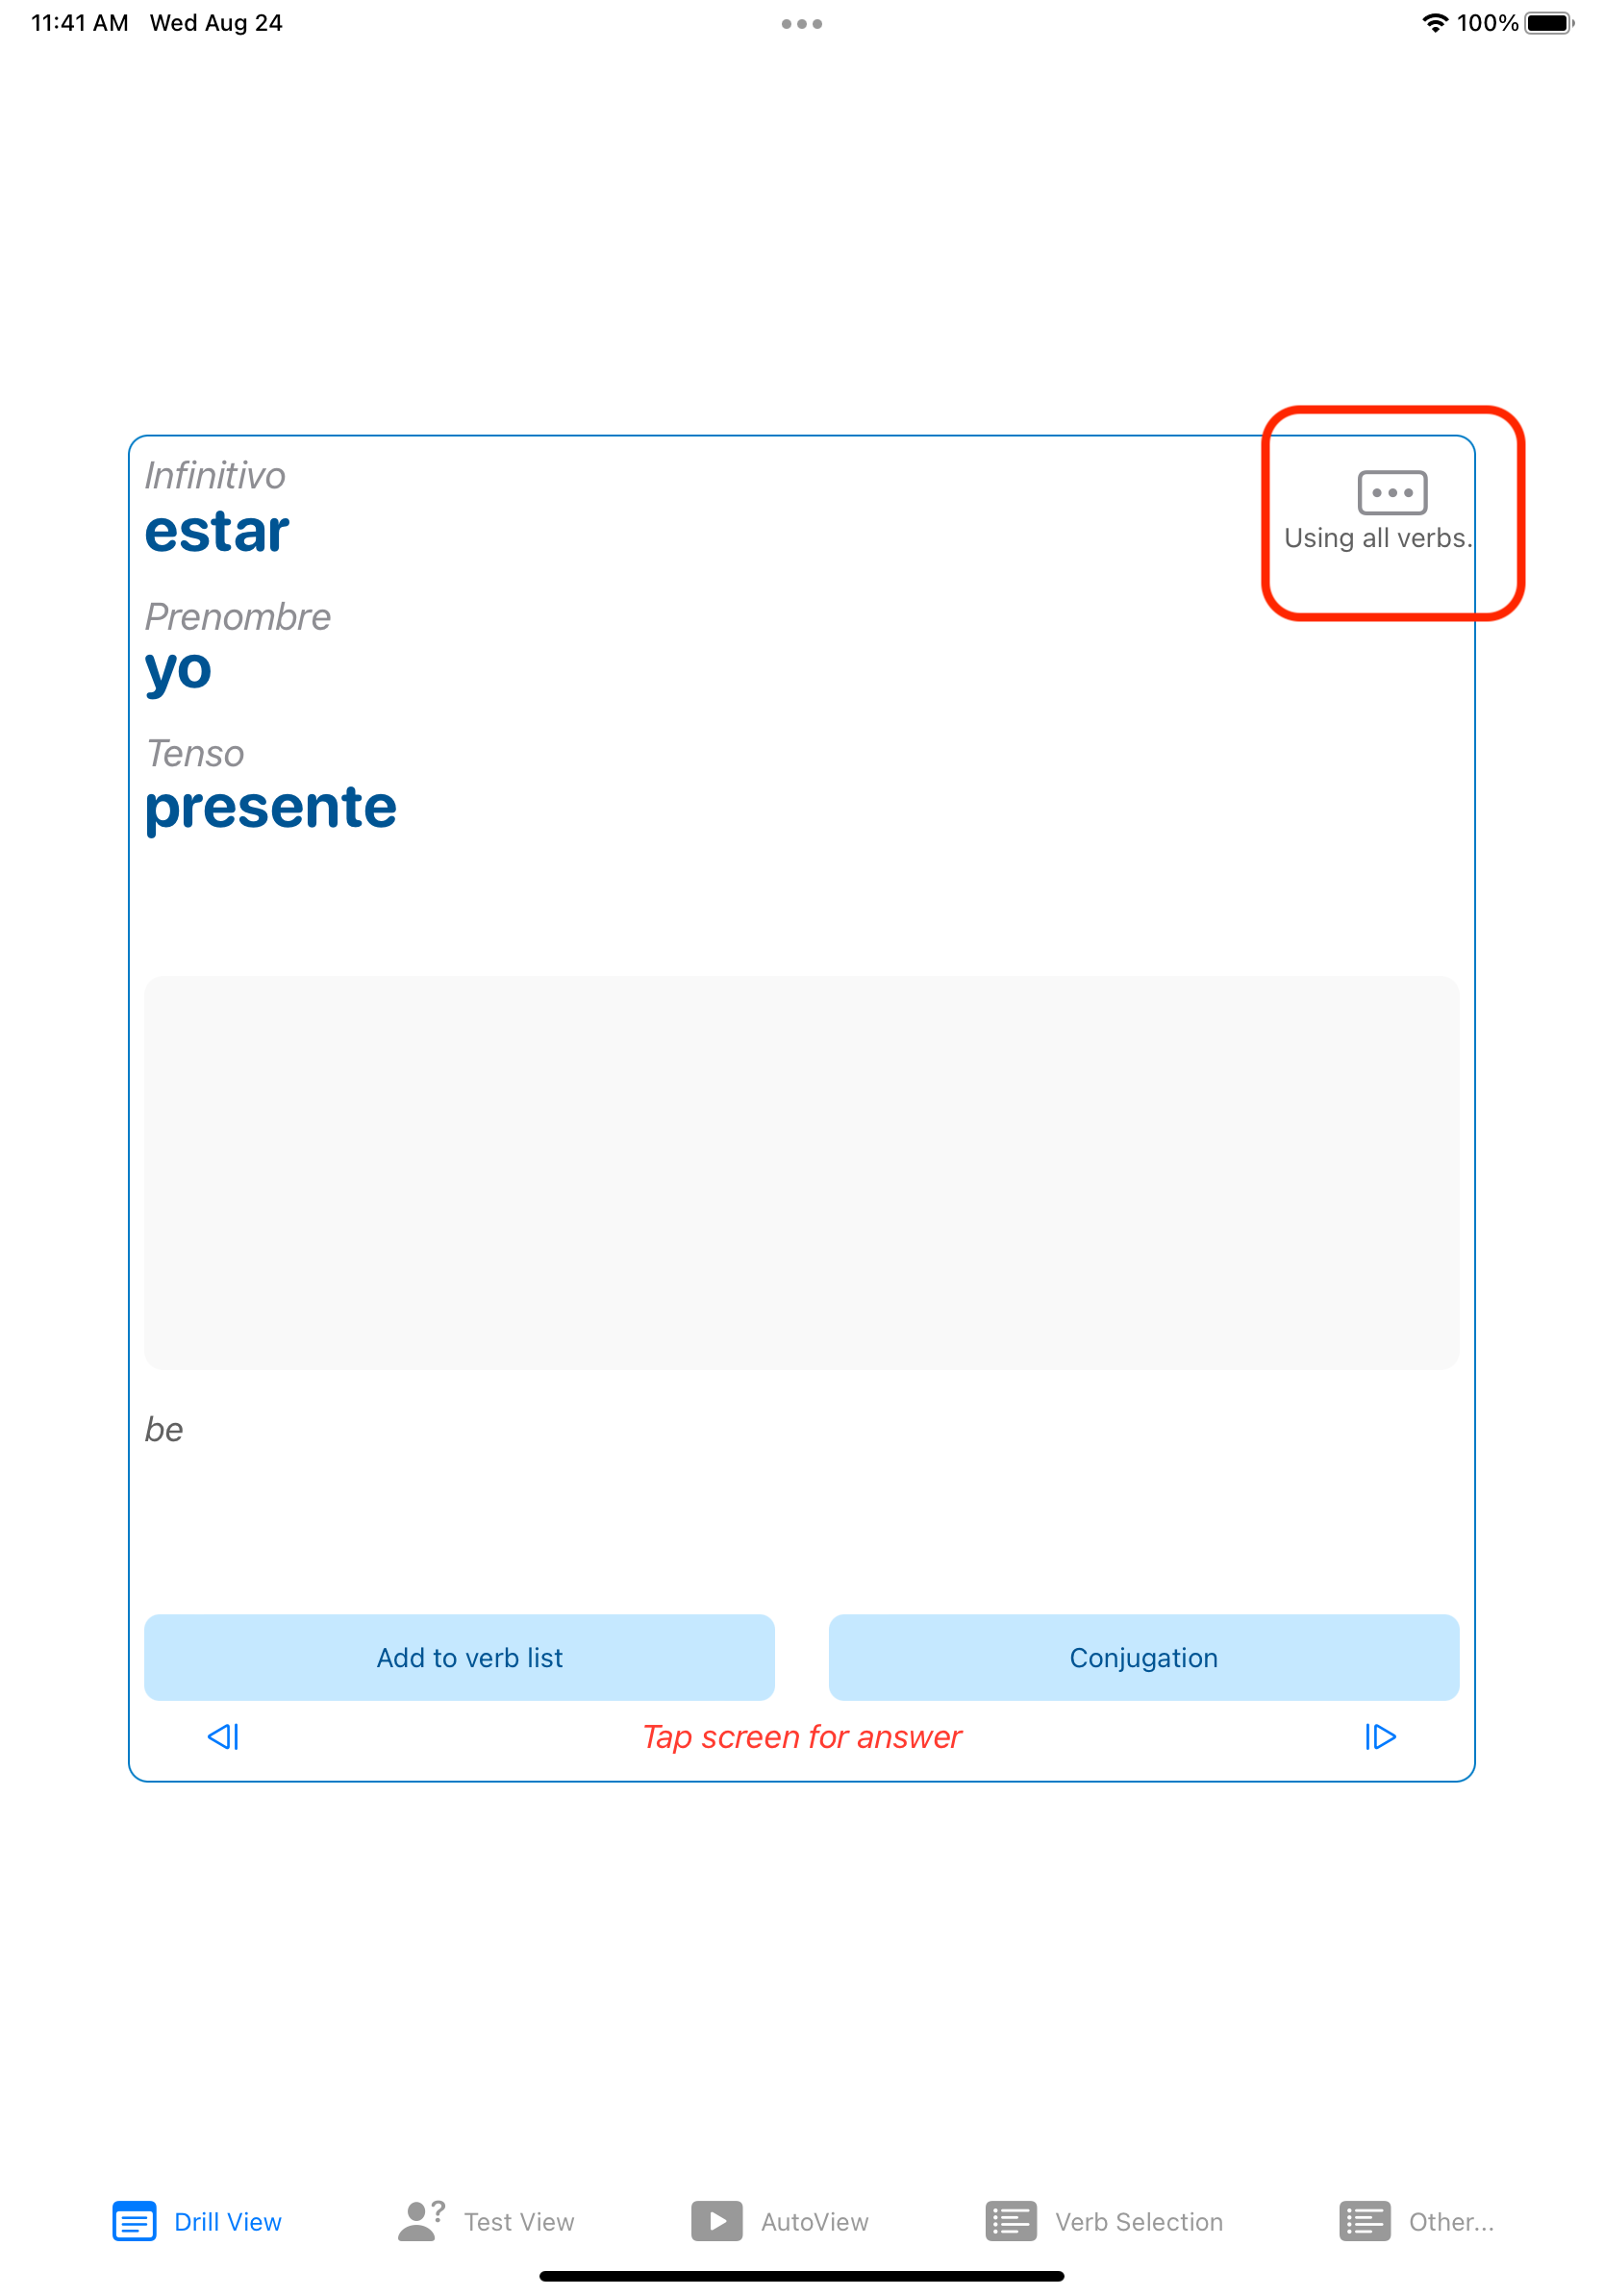 11:41 AM Wed Aug 24
100%
Infinitivo
estar
Using all verbs.
Prenombre
yo
Tenso
presente
be
Add to verb list
Conjugation
Tap screen for answer
Drill View
Test View
AutoView
Verb Selection
Other...